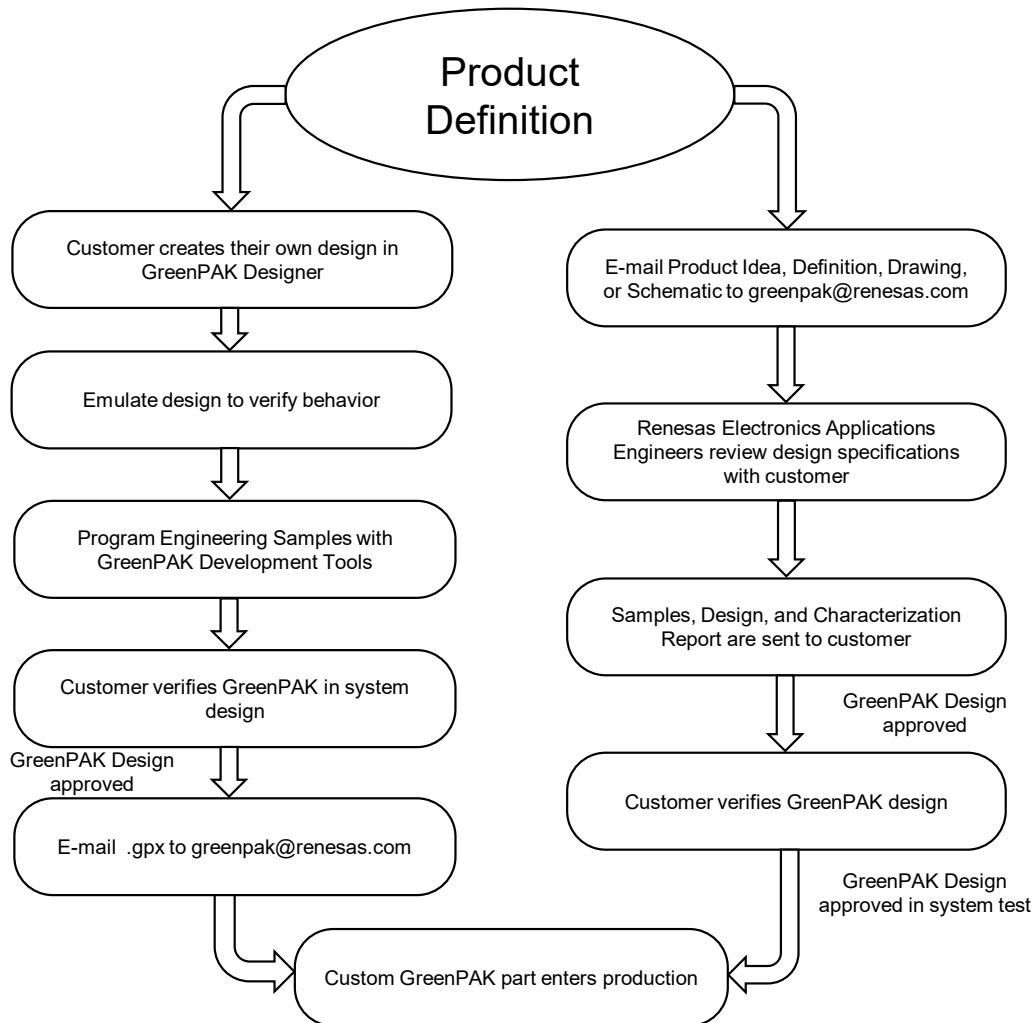 Product
Definition
Customer creates their own design in
GreenPAK Designer
Emulate design to verify behavior
Program Engineering Samples with
GreenPAK Development Tools
Customer verifies GreenPAK in system
design
GreenPAK Design
approved
E-mail .gpx to greenpak@renesas.com
E-mail Product Idea, Definition, Drawing,
or Schematic to greenpak@renesas.com
Renesas Electronics Applications
Engineers review design specifications
with customer
Samples, Design, and Characterization
Report are sent to customer
GreenPAK Design
approved
Customer verifies GreenPAK design
GreenPAK Design
approved in system test
Custom GreenPAK part enters production